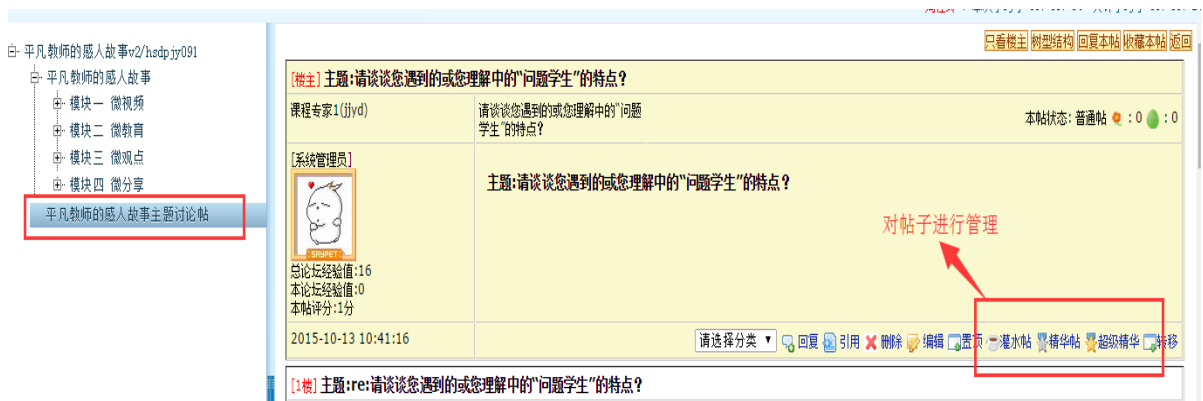 平凡教师的感人故事v2/hsdpjy091
平凡教师的感人故事
模块一 微视频
模块二 微教育
模块三 微观点
模块四 微分享
平凡教师的感人故事主题讨论帖
只看楼主 树型结构 回复本帖 收藏本帖 返回
[楼主] 主题:请谈谈您遇到的或您理解中的"问题学生"的特点?
课程专家1(jjyd)
请谈谈您遇到的或您理解中的"问题
学生"的特点?
本帖状态: 普通帖 : 0 : 0
[系统管理员]
主题:请谈谈您遇到的或您理解中的"问题学生"的特点?
对帖子进行管理
SAYPET
总论坛经验值:16
本论坛经验值:0
本帖评分:1分
2015-10-13 10:41:16
请选择分类 回复 引用 删除 编辑 置顶 灌水帖 精华帖 超级精华 转移
[1楼] 主题:re:请谈谈您遇到的或您理解中的"问题学生"的特点?